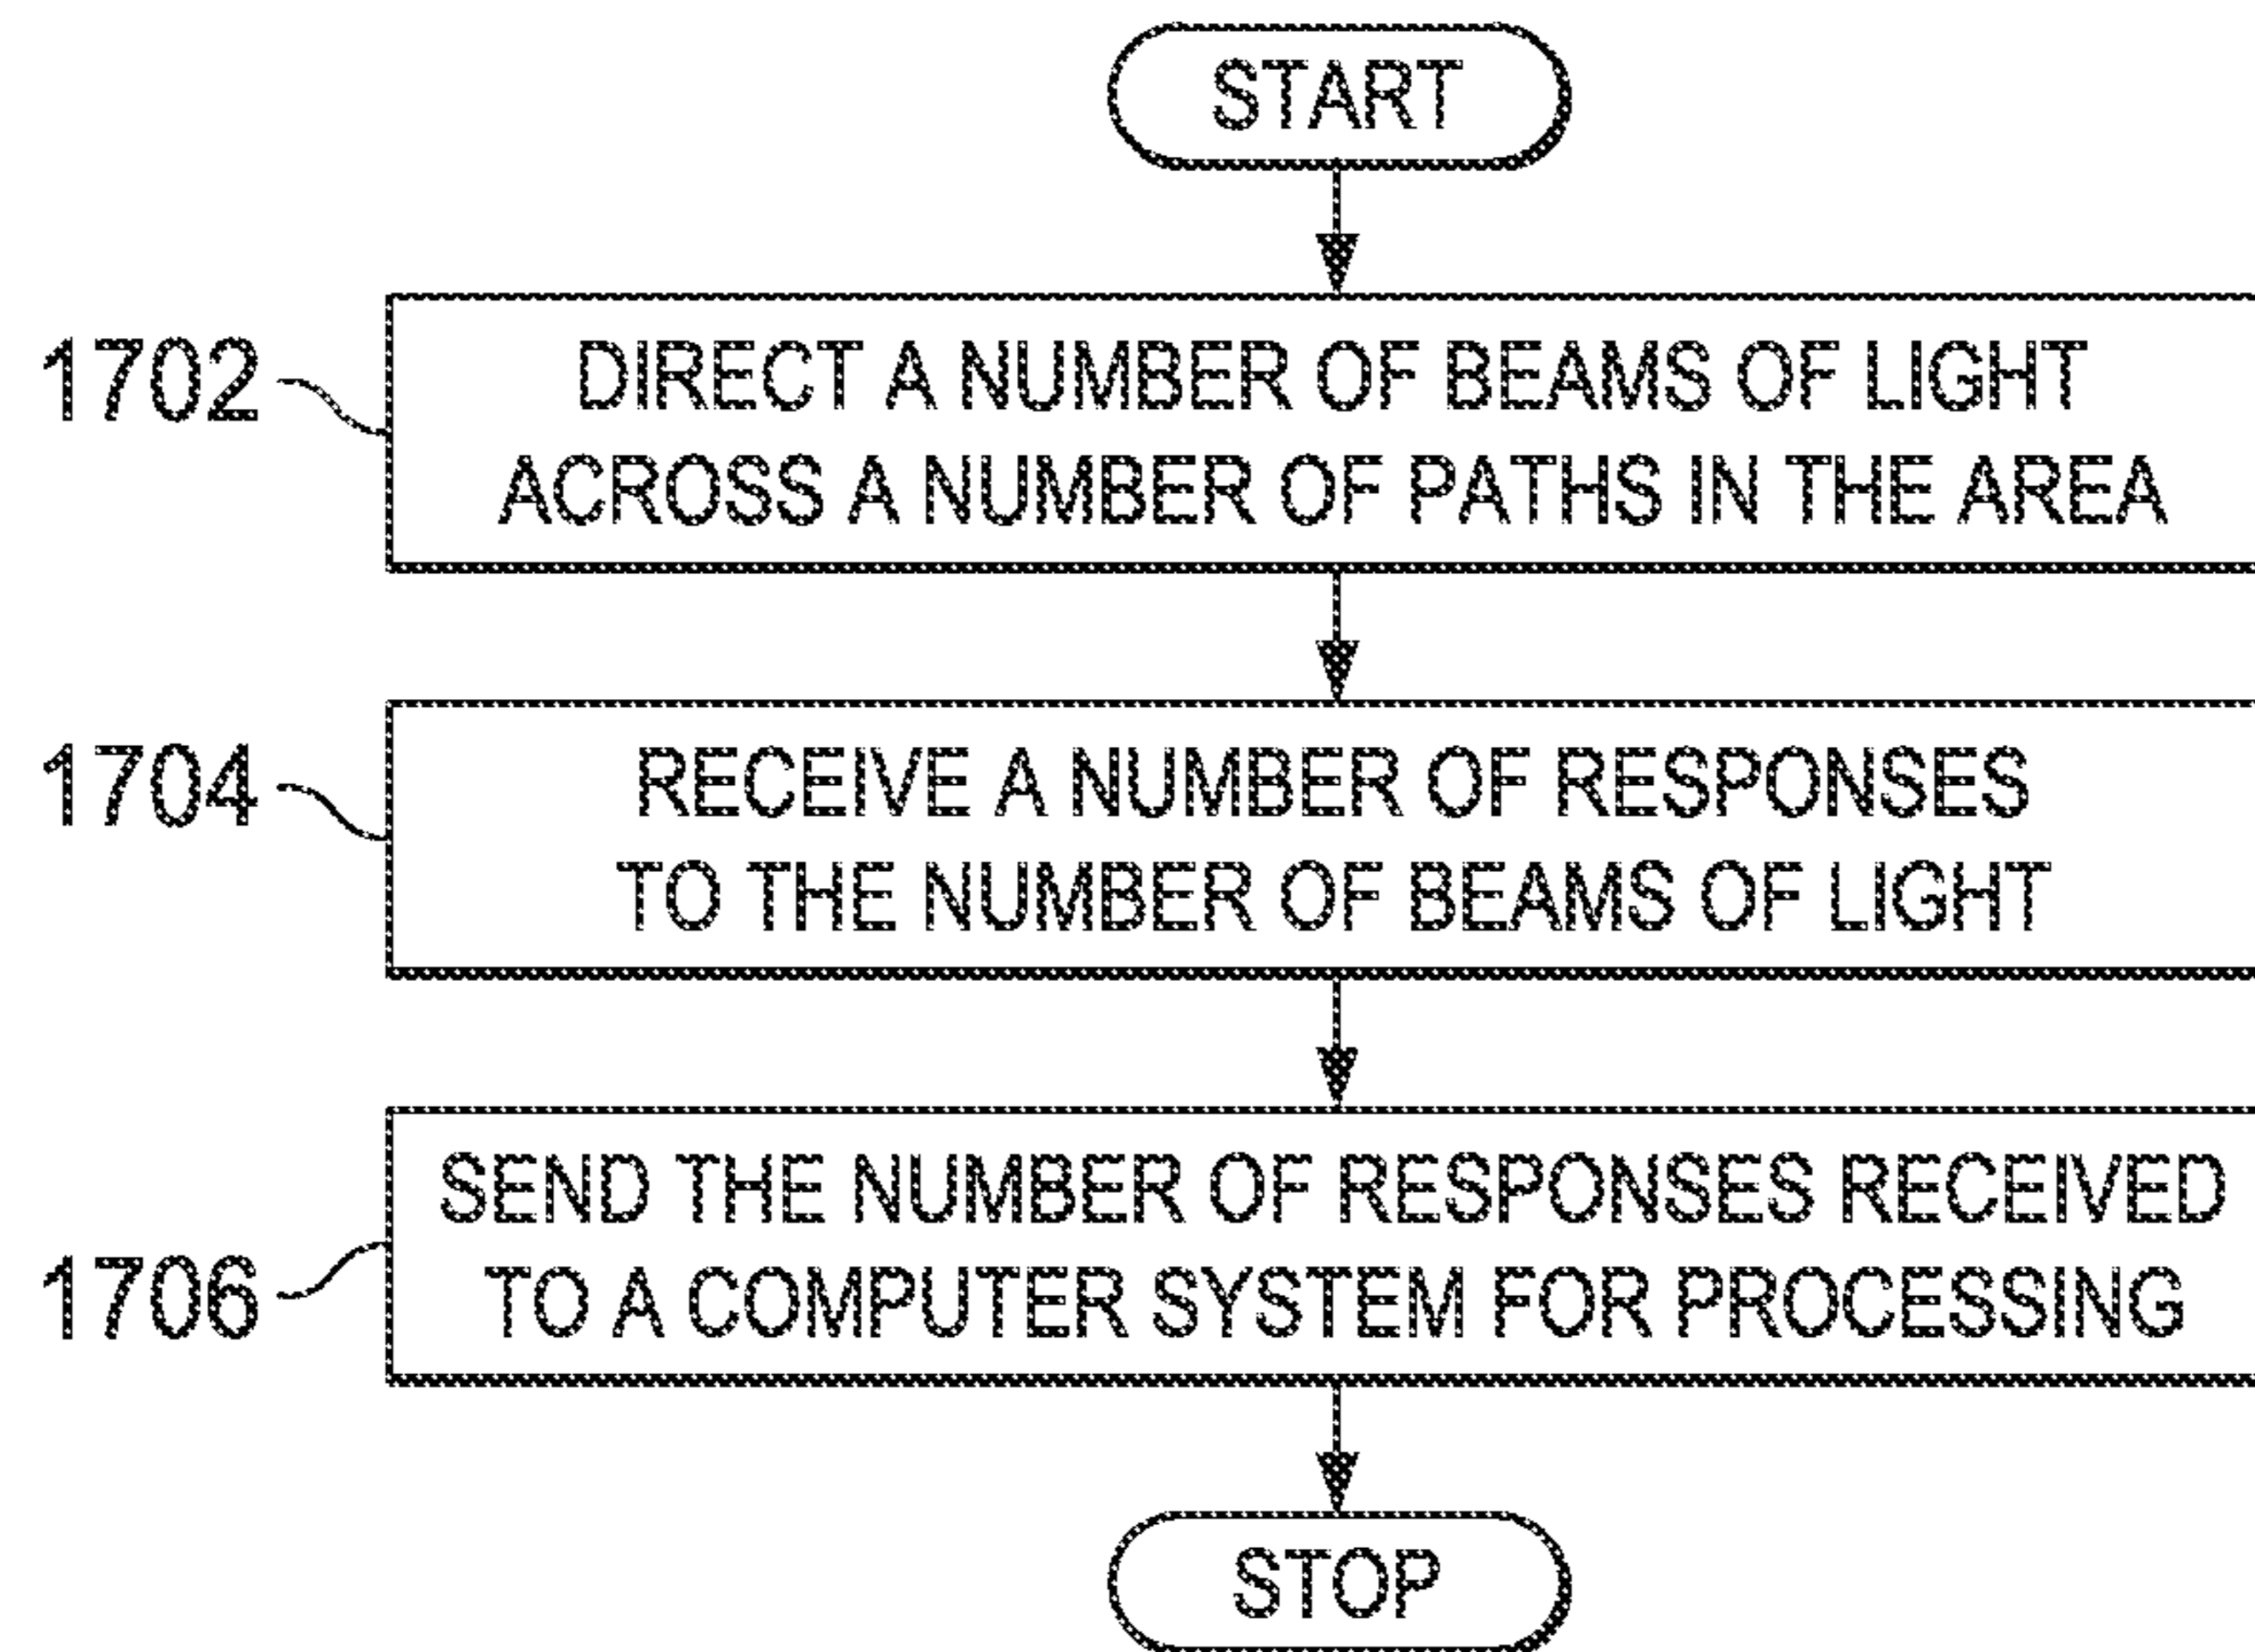 START
1702
DIRECT A NUMBER OF BEAMS OF LIGHT
ACROSS A NUMBER OF PATHS IN THE AREA
1704
RECEIVE A NUMBER OF RESPONSES
TO THE NUMBER OF BEAMS OF LIGHT
1706
SEND THE NUMBER OF RESPONSES RECEIVED
TO A COMPUTER SYSTEM FOR PROCESSING
STOP